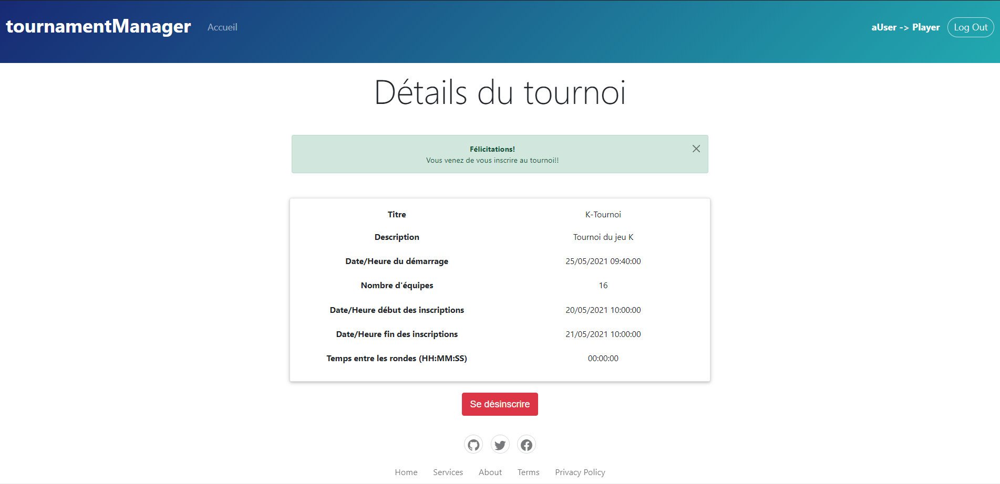 tournamentManager Accueil aUser -> Player Log Out
Détails du tournoi
Félicitations!
Vous venez de vous inscrire au tournoi!!
Titre K-Tournoi
Description Tournoi du jeu K
Date/Heure du démarrage 25/05/2021 09:40:00
Nombre d'équipes 16
Date/Heure début des inscriptions 20/05/2021 10:00:00
Date/Heure fin des inscriptions 21/05/2021 10:00:00
Temps entre les rondes (HH:MM:SS) 00:00:00
Se désinscrire
Home Services About Terms Privacy Policy